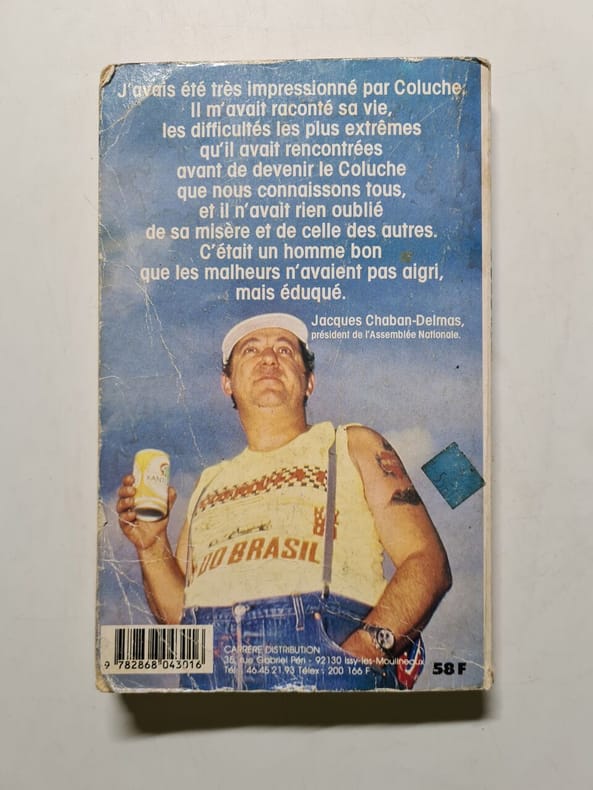 J'avais été très impressionné par Coluche.
Il m'avait raconté sa vie,
les difficultés les plus extrêmes
qu'il avait rencontrées
avant de devenir le Coluche
que nous connaissons tous,
et il n'avait rien oublié
de sa misère et de celle des autres.
C'était un homme bon
que les malheurs n'avaient pas aigri,
mais éduqué.
Jacques Chaban-Delmas,
président de l'Assemblée Nationale.
DO BRASIL
9 782868 043016
CARRÈRE DISTRIBUTION
35, rue Gabriel Péri - 92130 Issy-les-Moulineaux
Tél. : 46.45.21.93 Télex : 200 166 F
58 F